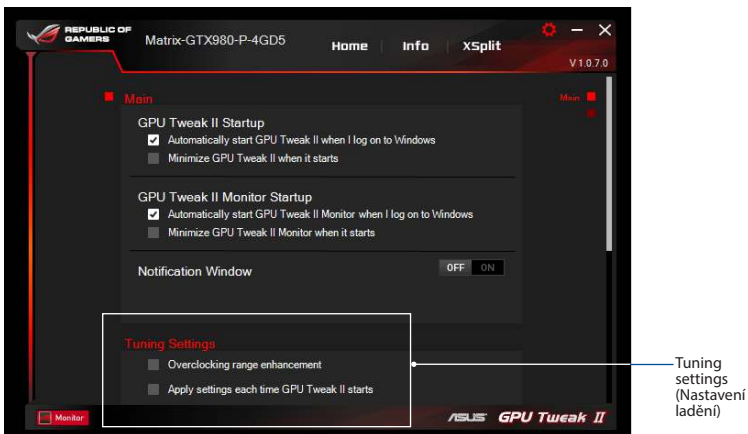 REPUBLIC OF
GAMERS
Matrix-GTX980-P-4GD5
Home
Info
XSplit
V 1.0.7.0
Main
Main
GPU Tweak II Startup
Automatically start GPU Tweak II when I log on to Windows
Minimize GPU Tweak II when it starts
GPU Tweak II Monitor Startup
Automatically start GPU Tweak II Monitor when I log on to Windows
Minimize GPU Tweak II Monitor when it starts
Notification Window
OFF ON
Tuning Settings
Overclocking range enhancement
Apply settings each time GPU Tweak II starts
Tuning
settings
(Nastavení
ladění)
Monitor
ASUS GPU Tweak II